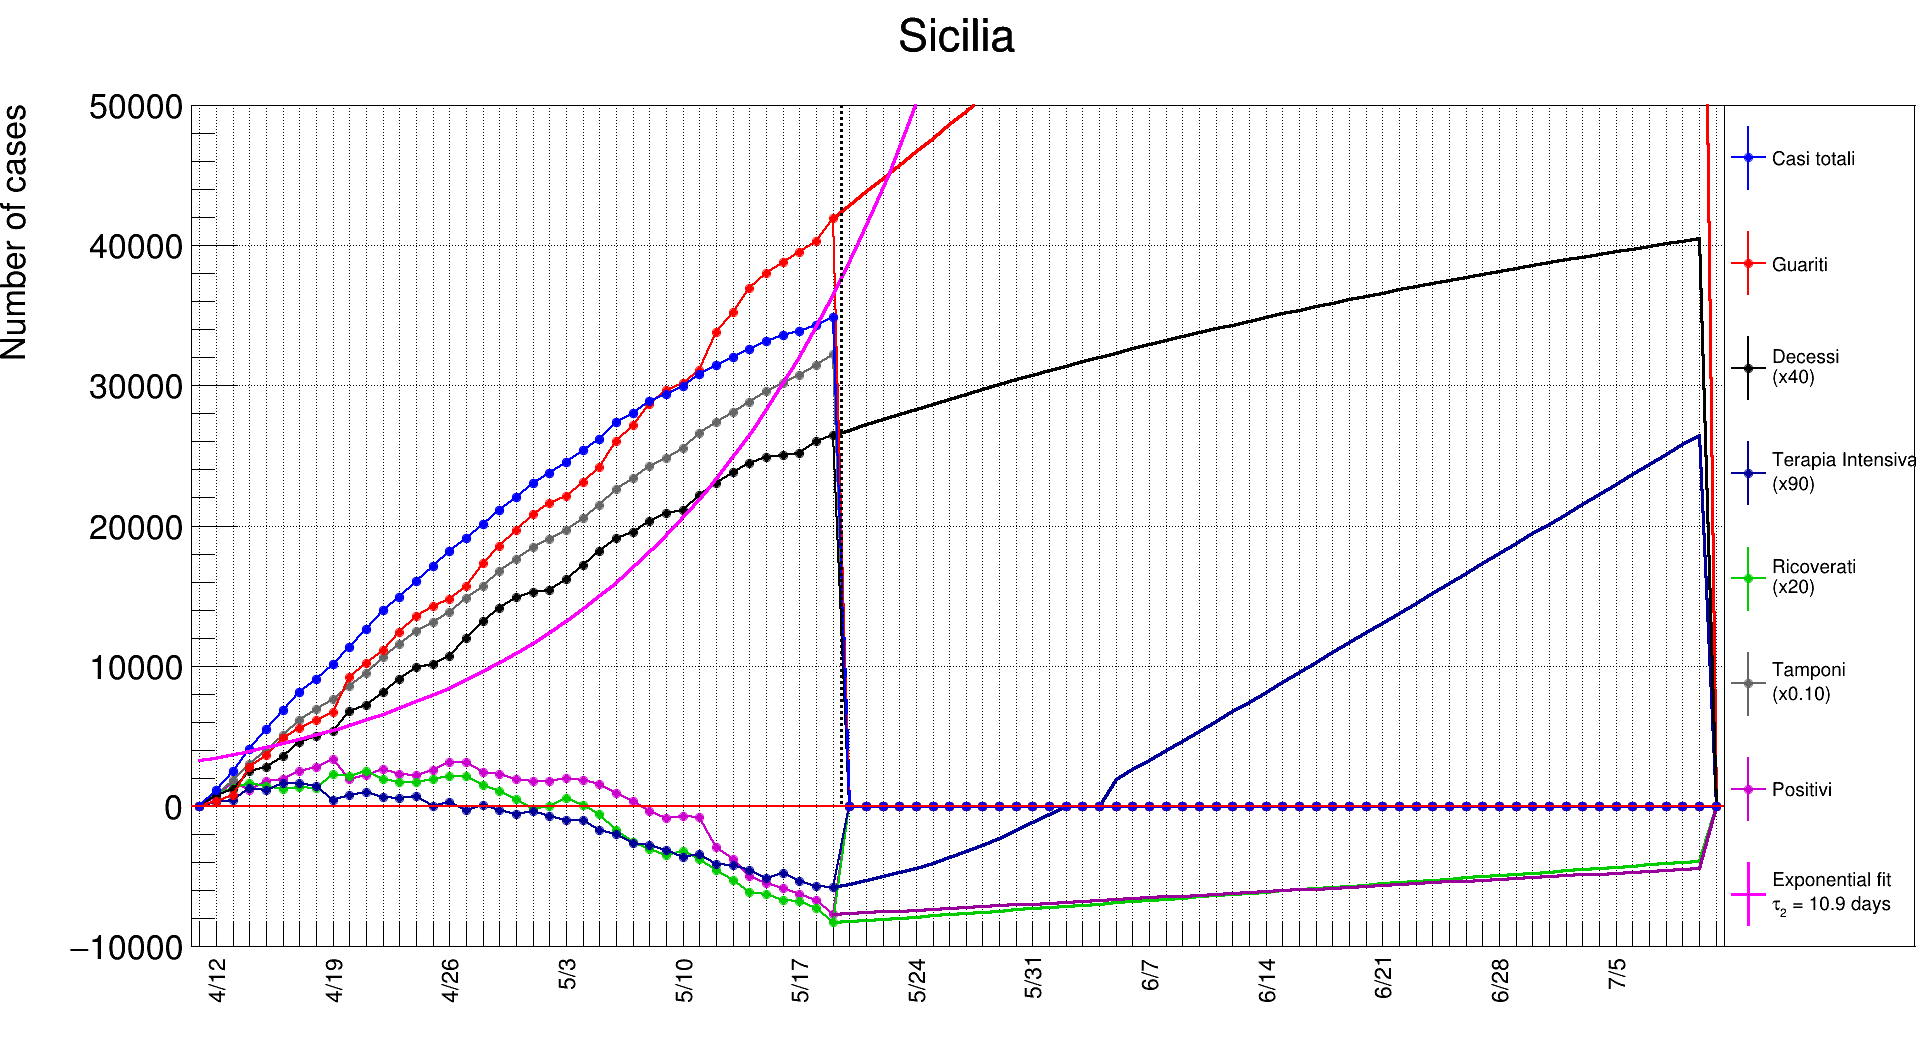 Sicilia
Number of cases
50000
40000
30000
20000
10000
0
−10000
4/12
4/19
4/26
5/3
5/10
5/17
5/24
5/31
6/7
6/14
6/21
6/28
7/5
Casi totali
Guariti
Decessi
(x40)
Terapia Intensiva
(x90)
Ricoverati
(x20)
Tamponi
(x0.10)
Positivi
Exponential fit
τ₂ = 10.9 days